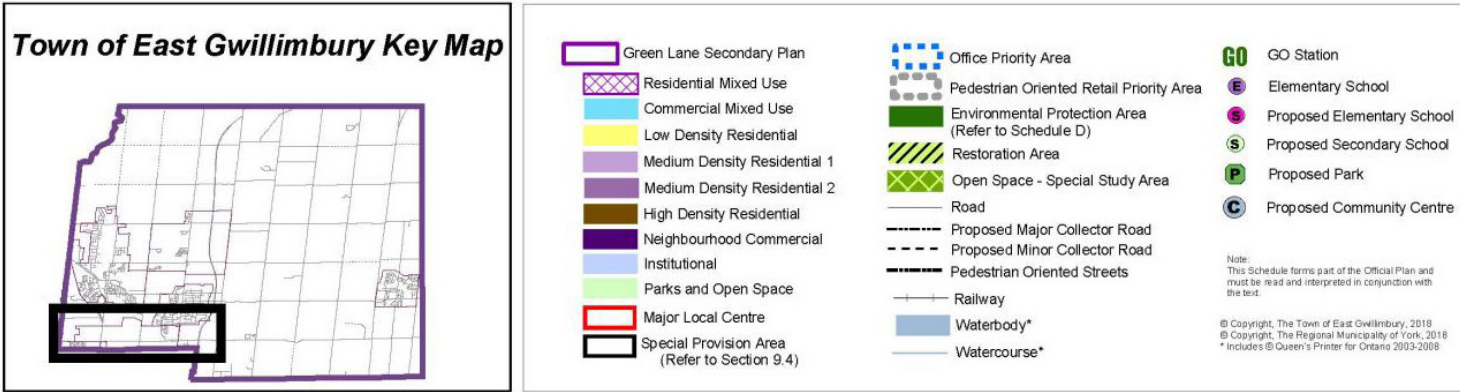 Town of East Gwillimbury Key Map
Green Lane Secondary Plan
Residential Mixed Use
Commercial Mixed Use
Low Density Residential
Medium Density Residential 1
Medium Density Residential 2
High Density Residential
Neighbourhood Commercial
Institutional
Parks and Open Space
Major Local Centre
Special Provision Area
(Refer to Section 9.4)
Office Priority Area
Pedestrian Oriented Retail Priority Area
Environmental Protection Area
(Refer to Schedule D)
Restoration Area
Open Space - Special Study Area
Road
Proposed Major Collector Road
Proposed Minor Collector Road
Pedestrian Oriented Streets
Railway
Waterbody*
Watercourse*
GO GO Station
E Elementary School
S Proposed Elementary School
S Proposed Secondary School
P Proposed Park
C Proposed Community Centre
Note:
This Schedule forms part of the Official Plan and
must be read and interpreted in conjunction with
the text.
© Copyright, The Town of East Gwillimbury, 2018
© Copyright, The Regional Municipality of York, 2018
* Includes © Queen's Printer for Ontario 2003-2008